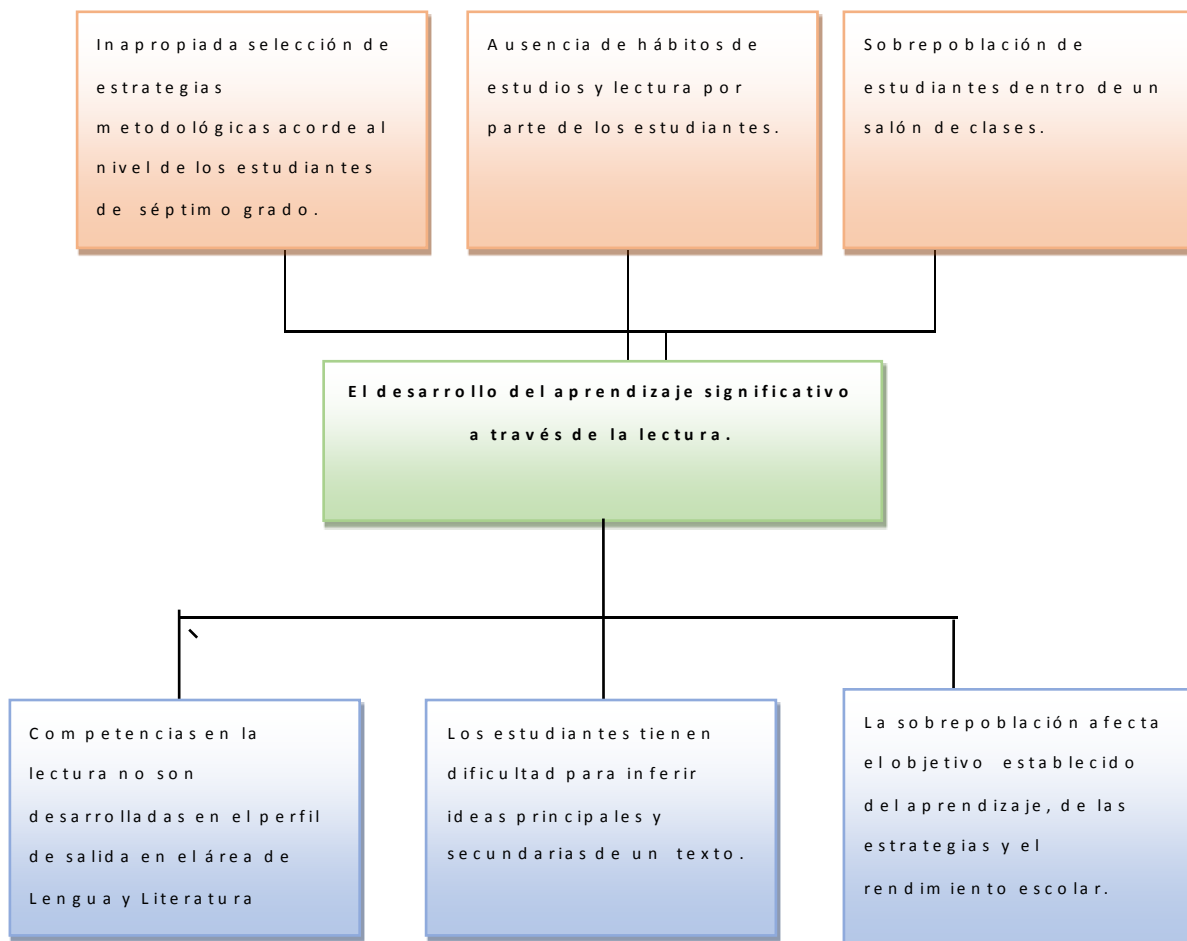 Inapropiada selección de
estrategias
metodológicas acorde al
nivel de los estudiantes
de séptimo grado.
Ausencia de hábitos de
estudios y lectura por
parte de los estudiantes.
Sobrepoblación de
estudiantes dentro de un
salón de clases.
El desarrollo del aprendizaje significativo
a través de la lectura.
Competencias en la
lectura no son
desarrolladas en el perfil
de salida en el área de
Lengua y Literatura
Los estudiantes tienen
dificultad para inferir
ideas principales y
secundarias de un texto.
La sobrepoblación afecta
el objetivo establecido
del aprendizaje, de las
estrategias y el
rendimiento escolar.